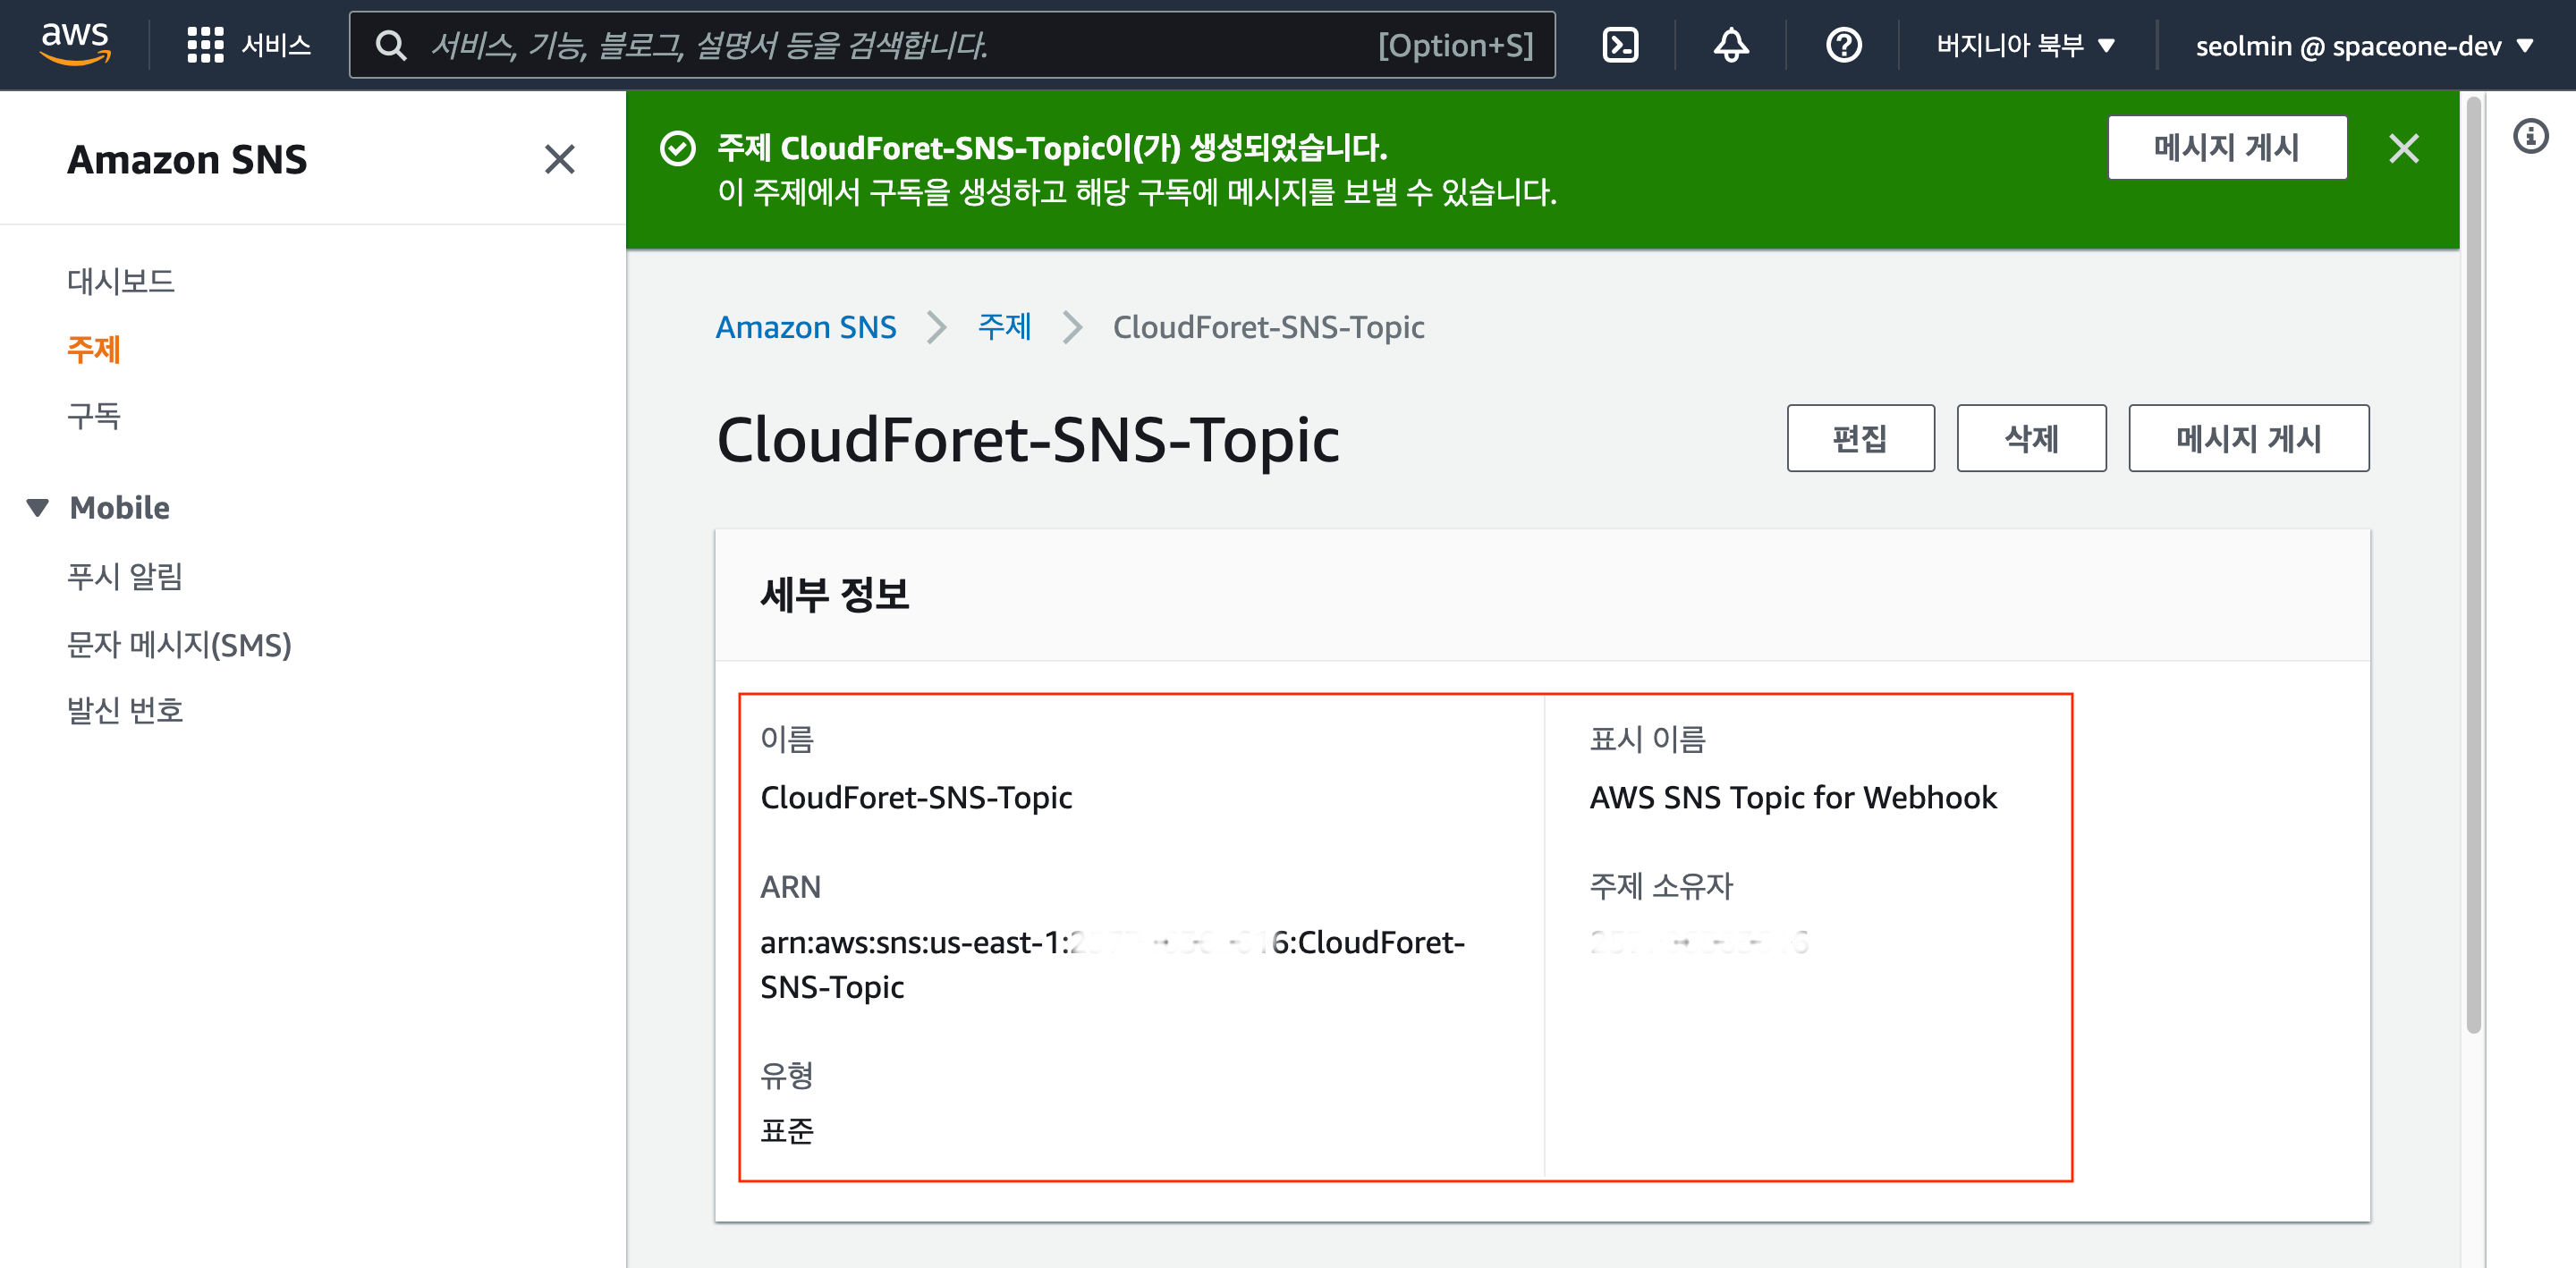 aws
서비스
서비스, 기능, 블로그, 설명서 등을 검색합니다.
[Option+S]
버지니아 북부
seolmin @ spaceone-dev
Amazon SNS
대시보드
주제
구독
Mobile
푸시 알림
문자 메시지(SMS)
발신 번호
주제 CloudForet-SNS-Topic이(가) 생성되었습니다.
이 주제에서 구독을 생성하고 해당 구독에 메시지를 보낼 수 있습니다.
메시지 게시
Amazon SNS
주제
CloudForet-SNS-Topic
CloudForet-SNS-Topic
편집
삭제
메시지 게시
세부 정보
이름
CloudForet-SNS-Topic
ARN
arn:aws:sns:us-east-1: 6:CloudForet-
SNS-Topic
유형
표준
표시 이름
AWS SNS Topic for Webhook
주제 소유자